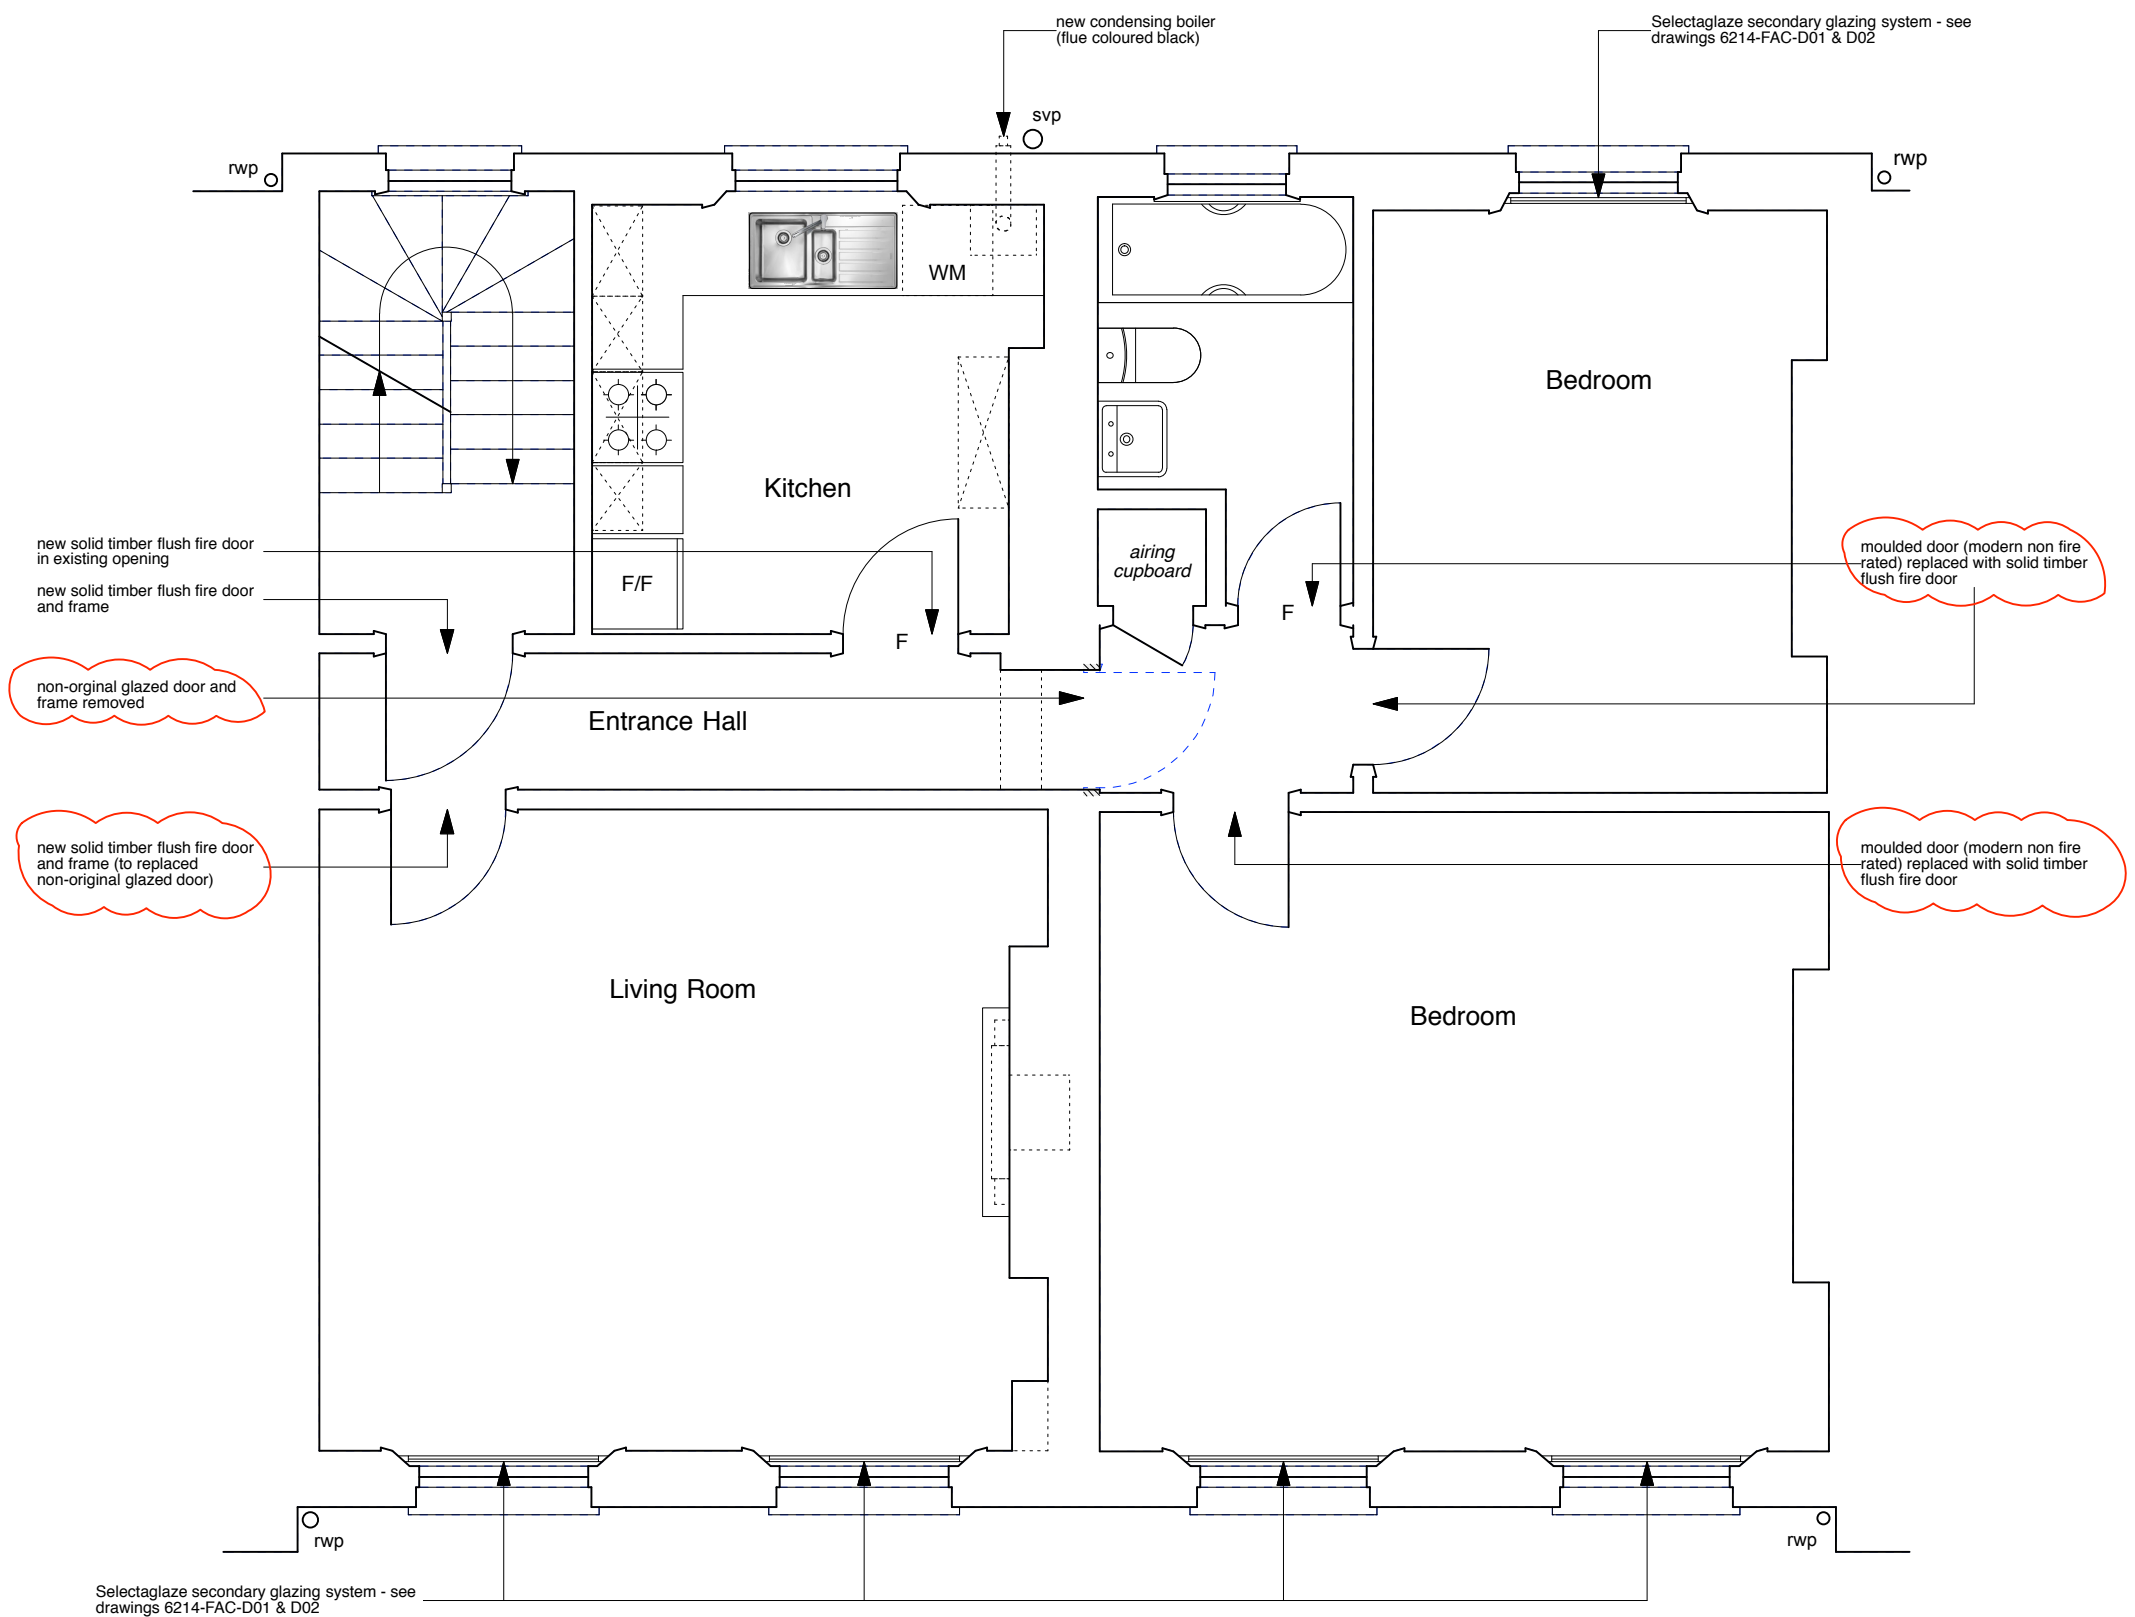 new condensing boiler
(flue coloured black)
Selectaglaze secondary glazing system - see
drawings 6214-FAC-D01 & D02
svp
rwp
rwp
WM
Bedroom
Kitchen
new solid timber flush fire door
in existing opening
new solid timber flush fire door
and frame
F/F
airing
cupboard
F
F
moulded door (modern non fire
rated) replaced with solid timber
flush fire door
non-orginal glazed door and
frame removed
Entrance Hall
new solid timber flush fire door
and frame (to replaced
non-original glazed door)
moulded door (modern non fire
rated) replaced with solid timber
flush fire door
Living Room
Bedroom
rwp
rwp
Selectaglaze secondary glazing system - see
drawings 6214-FAC-D01 & D02